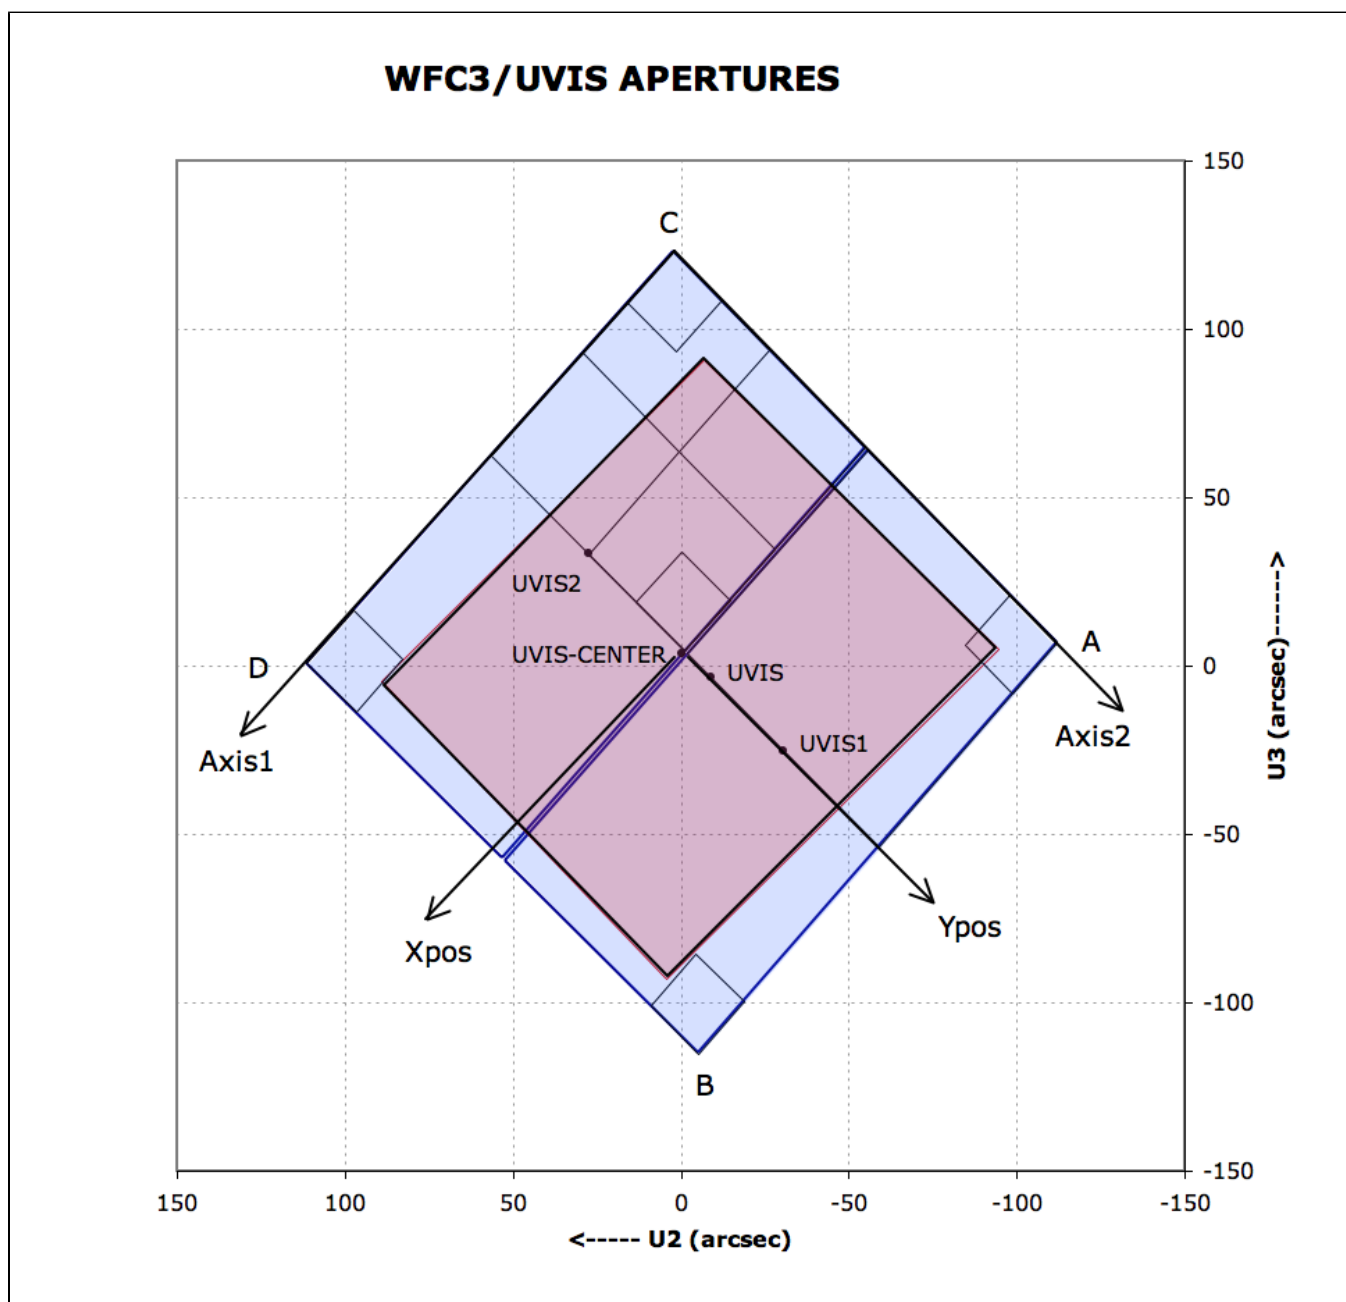 WFC3/UVIS APERTURES
150
C
100
50
UVIS2
UVIS-CENTER
UVIS
A
D
0
Axis1
UVIS1
Axis2
U3 (arcsec)------>
-50
Xpos
Ypos
-100
B
-150
150 100 50 0 -50 -100 -150
<----- U2 (arcsec)